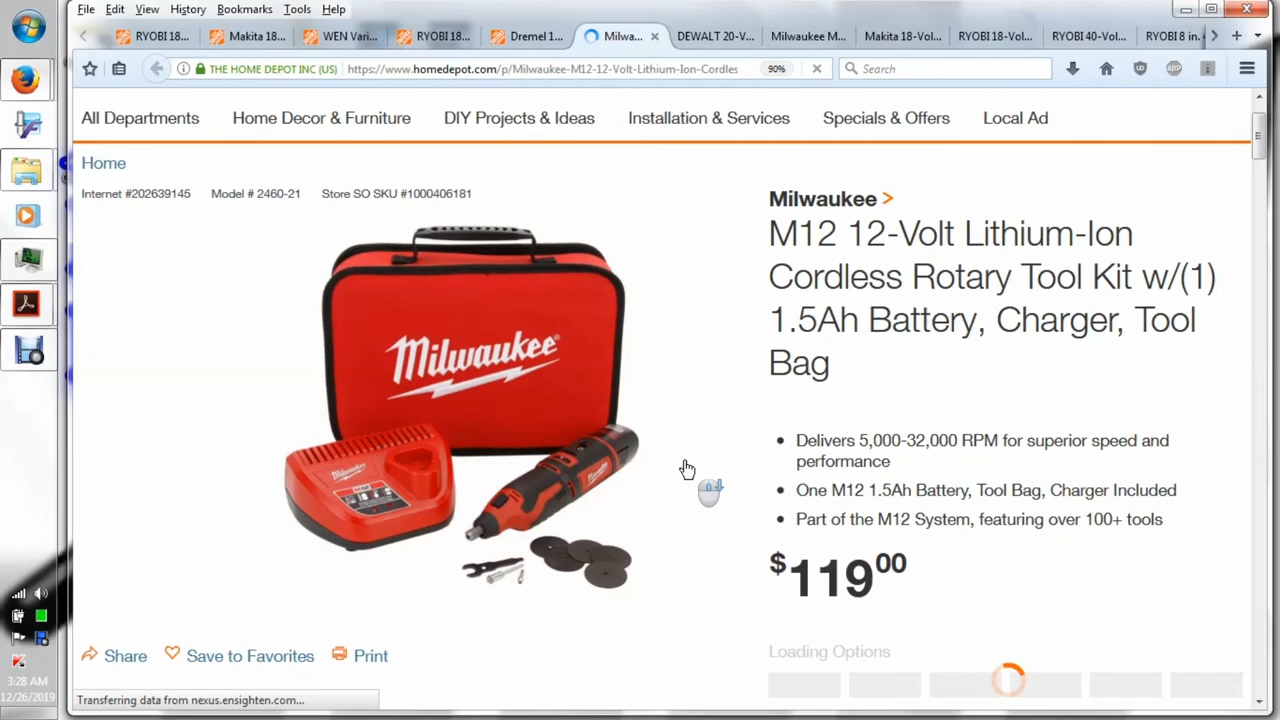 File Edit View History Bookmarks Tools Help
RYOBI 18... Makita 18... WEN Vari... RYOBI 18... Dremel 1... Milwa... DEWALT 20-V... Milwaukee M... Makita 18-Vol... RYOBI 18-Volt... RYOBI 40-Volt... RYOBI 8 in.
THE HOME DEPOT INC (US) https://www.homedepot.com/p/Milwaukee-M12-12-Volt-Lithium-Ion-Cordles 90% Search
All Departments Home Decor & Furniture DIY Projects & Ideas Installation & Services Specials & Offers Local Ad
Home
Internet #202639145 Model # 2460-21 Store SO SKU #1000406181
Milwaukee >
M12 12-Volt Lithium-Ion
Cordless Rotary Tool Kit w/(1)
1.5Ah Battery, Charger, Tool
Bag
Milwaukee
Milwaukee
Milwaukee
• Delivers 5,000-32,000 RPM for superior speed and
performance
• One M12 1.5Ah Battery, Tool Bag, Charger Included
• Part of the M12 System, featuring over 100+ tools
$119 00
Share Save to Favorites Print
Loading Options
Transferring data from nexus.ensighten.com...
3:28 AM
12/26/2019